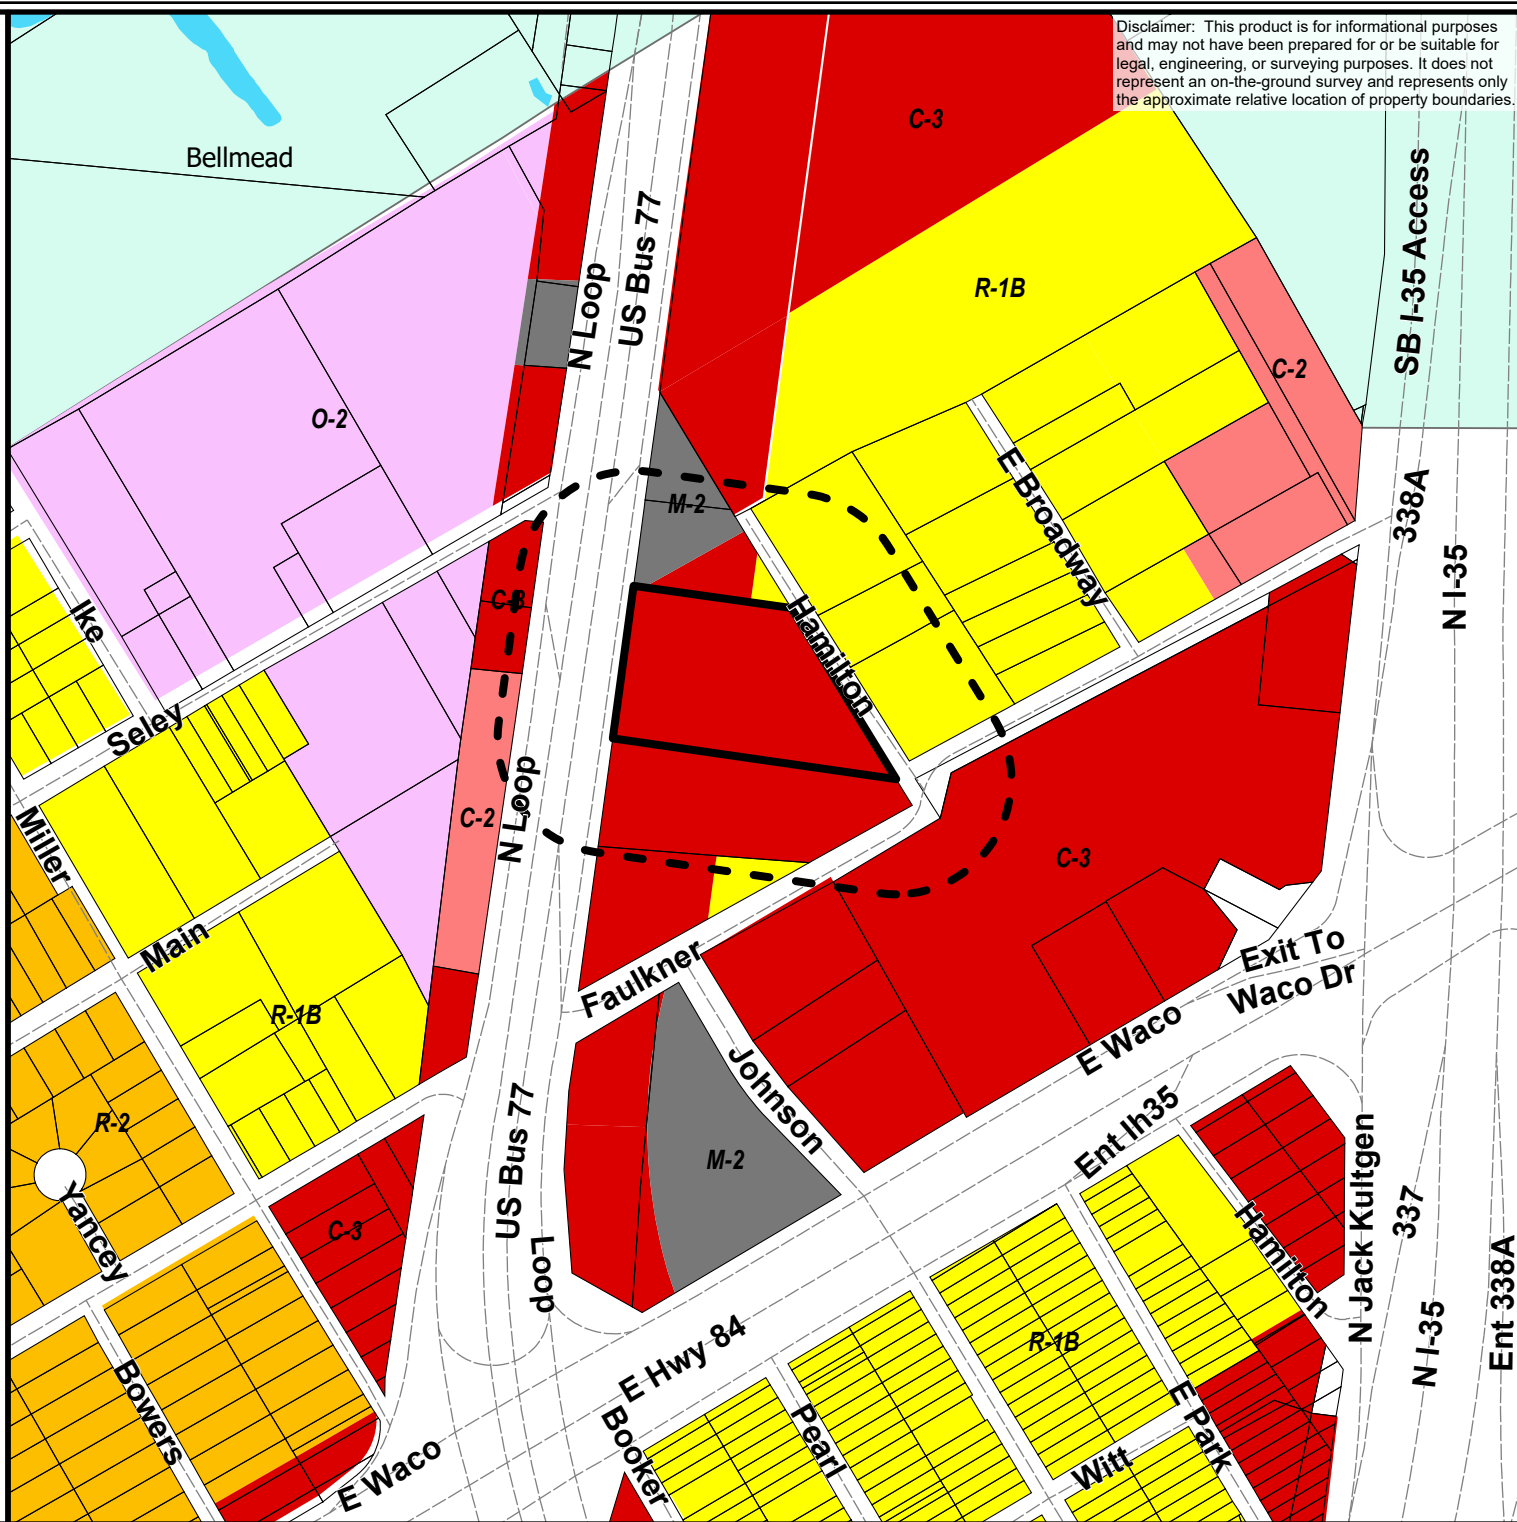 Disclaimer: This product is for informational purposes
and may not have been prepared for or be suitable for
legal, engineering, or surveying purposes. It does not
represent an on-the-ground survey and represents only
the approximate relative location of property boundaries.
Bellmead
C-3
US Bus 77
N Loop
SB I-35 Access
R-1B
C-2
O-2
E Broadway
338A
M-2
N I-35
C-3
Ike
Hamilton
Seley
N Loop
C-2
Miller
C-3
Main
Faulkner
Exit To
Waco Dr
R-1B
E Waco
Johnson
R-2
M-2
Ent Ih35
US Bus 77
N Jack Kultgen
337
Yancey
C-3
Loop
Hamilton
Ent 338A
N I-35
E Hwy 84
R-1B
Bowers
Booker
Pearl
E Park
Witt
E Waco